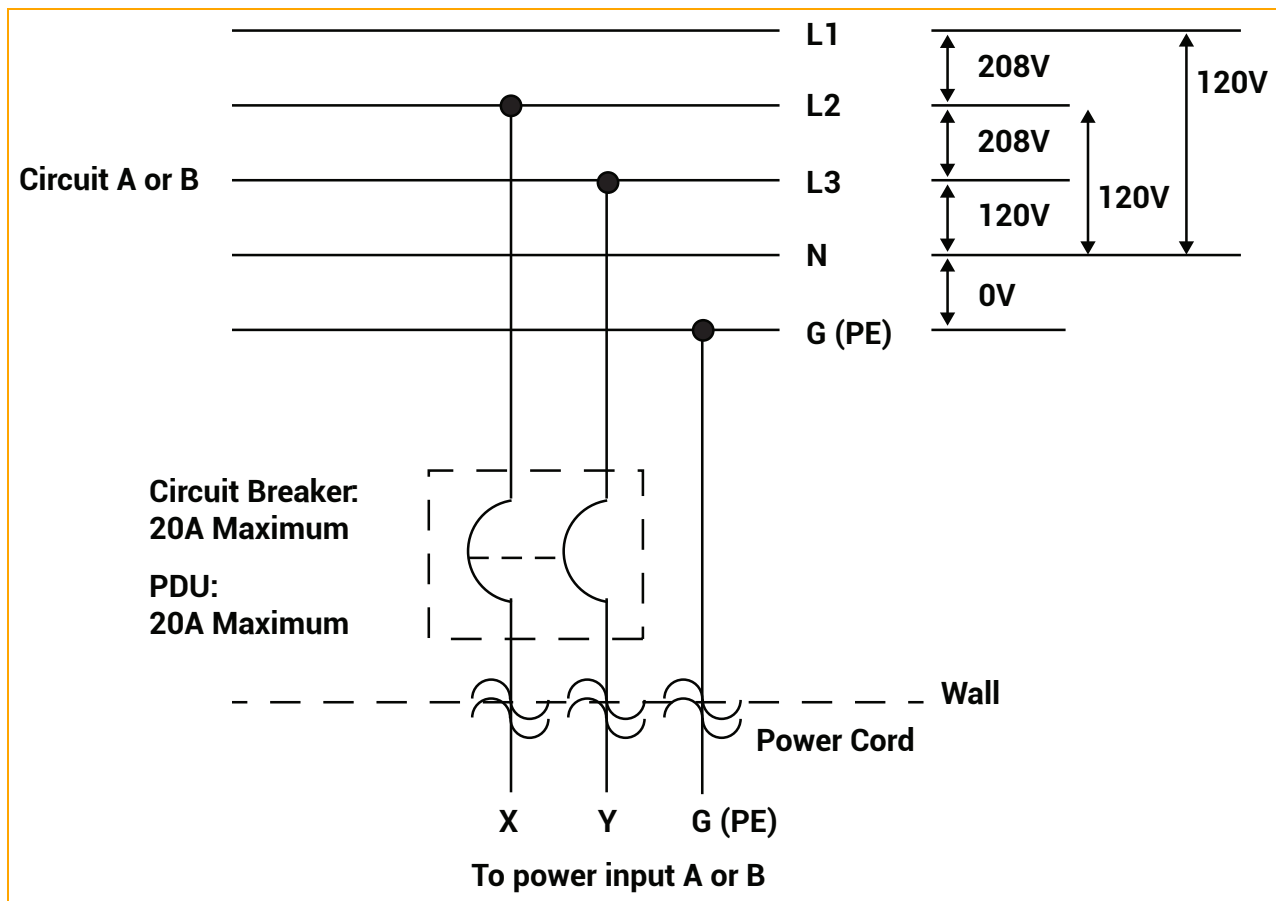 L1
208V
120V
L2
208V
Circuit A or B
L3
120V
120V
N
0V
G (PE)
Circuit Breaker:
20A Maximum
PDU:
20A Maximum
Wall
Power Cord
X
Y
G (PE)
To power input A or B